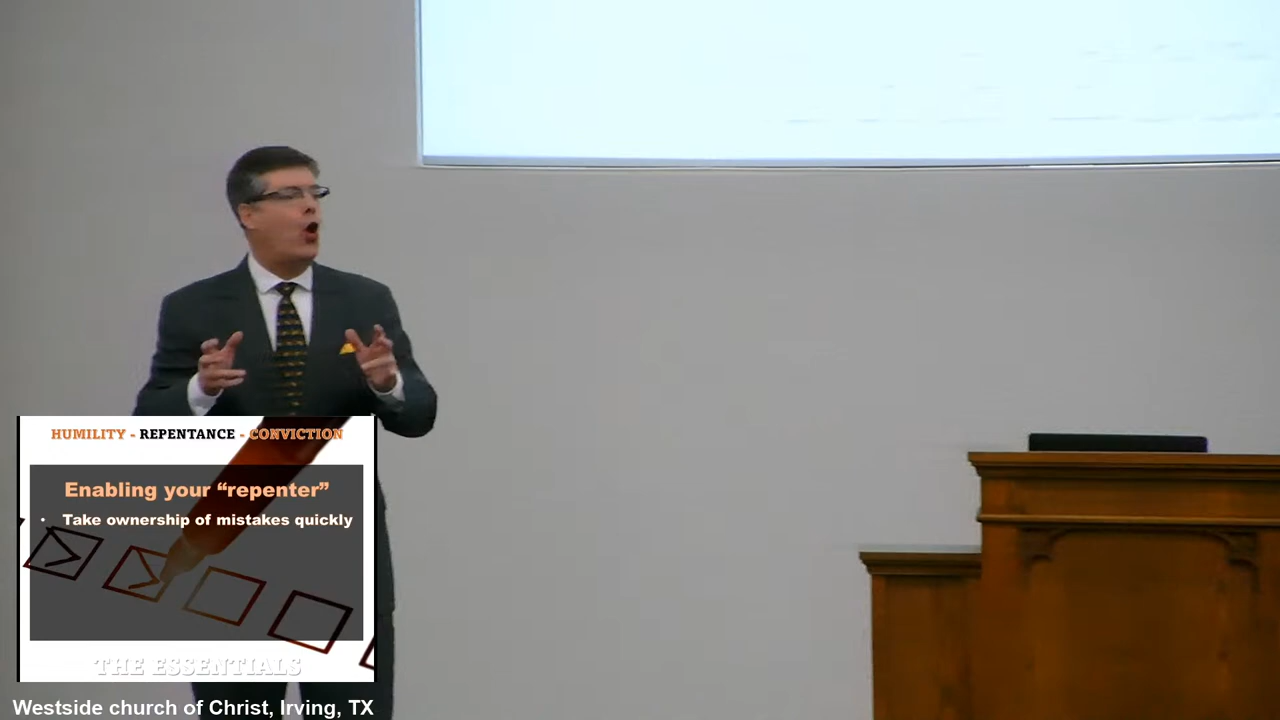 HUMILITY - REPENTANCE - CONVICTION
Enabling your “repenter”
• Take ownership of mistakes quickly
THE ESSENTIALS
Westside church of Christ, Irving, TX